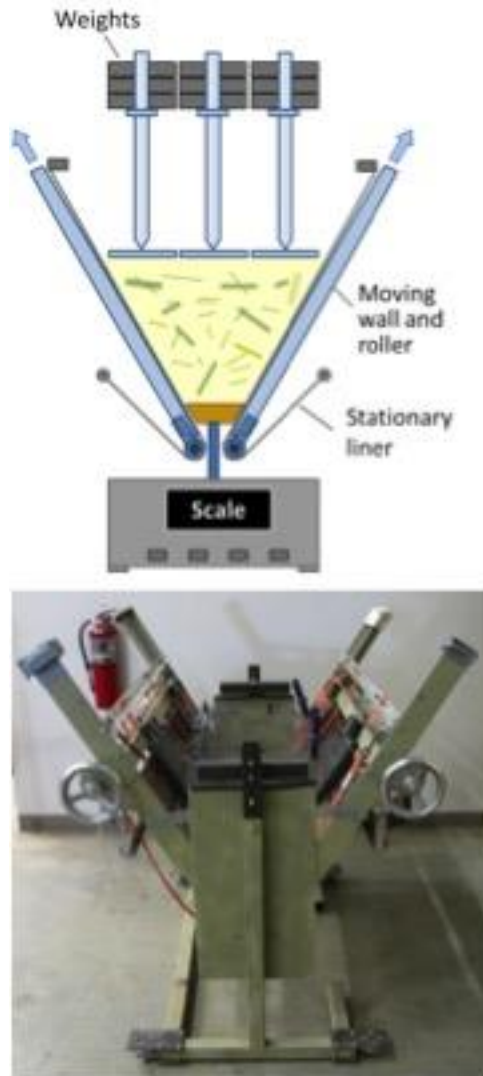 Weights
Moving
wall and
roller
Stationary
liner
Scale